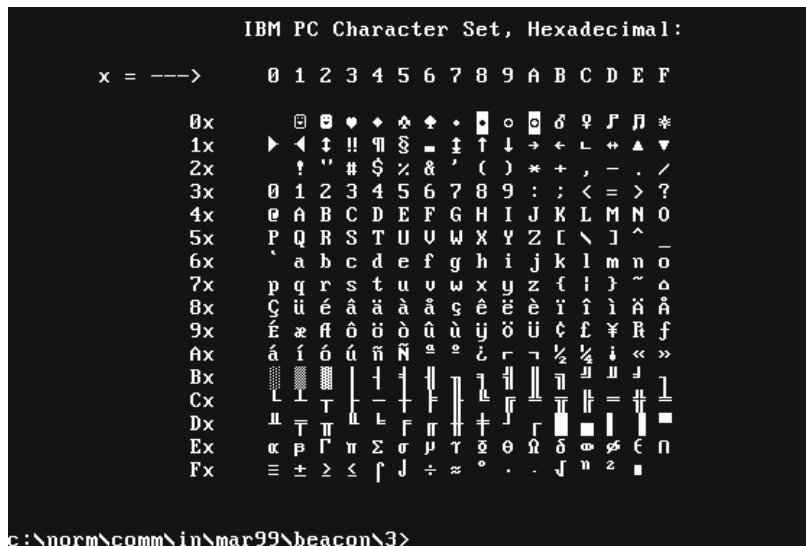 IBM PC Character Set, Hexadecimal:
x = ---> 0 1 2 3 4 5 6 7 8 9 A B C D E F
0x ☺ ☻ ♥ ♦ ♣ ♠ • ◘ ○ ◙ ♂ ♀ ♪ ♫ ☼
1x ► ◄ ↕ ‼ ¶ § ▬ ↨ ↑ ↓ → ← ∟ ↔ ▲ ▼
2x ! " # $ % & ' ( ) * + , - . /
3x 0 1 2 3 4 5 6 7 8 9 : ; < = > ?
4x @ A B C D E F G H I J K L M N O
5x P Q R S T U V W X Y Z [ \ ] ^ _
6x ` a b c d e f g h i j k l m n o
7x p q r s t u v w x y z { | } ~ ⌂
8x Ç ü é â ä à å ç ê ë è ï î ì Ä Å
9x É æ Æ ô ö ò û ù ÿ Ö Ü ¢ £ ¥ ₧ ƒ
Ax á í ó ú ñ Ñ ª º ¿ ⌐ ¬ ½ ¼ ¡ « »
Bx ░ ▒ ▓ │ ┤ ╡ ╢ ╖ ╕ ╣ ║ ╗ ╝ ╜ ╛ ┐
Cx └ ┴ ┬ ├ ─ ┼ ╞ ╟ ╚ ╔ ╩ ╦ ╠ ═ ╬ ╧
Dx ╨ ╤ ╥ ╙ ╘ ╒ ╓ ╫ ╪ ┘ ┌ █ ▄ ▌ ▐ ▀
Ex α ß Γ π Σ σ µ τ Φ Θ Ω δ ∞ φ ε ∩
Fx ≡ ± ≥ ≤ ⌠ ⌡ ÷ ≈ ° ∙ · √ ⁿ ² ■
c:\norm\comm\in\mar99\beacon\3>